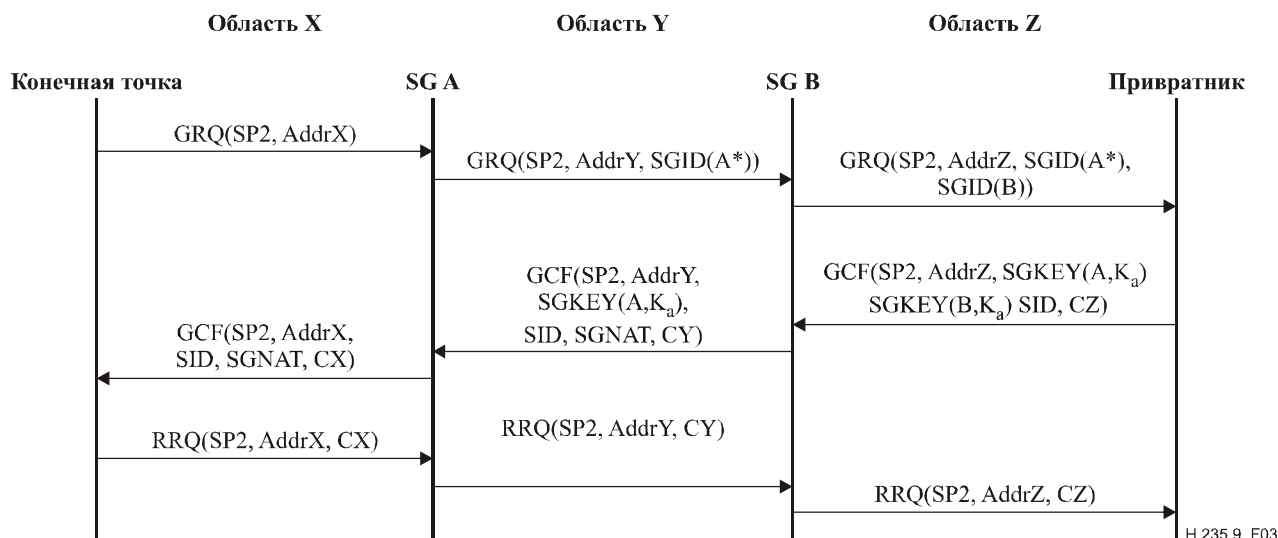 Область X
Область Y
Область Z
Конечная точка
SG A
SG B
Привратник
GRQ(SP2, AddrX)
GRQ(SP2, AddrY, SGID(A*))
GRQ(SP2, AddrZ, SGID(A*),
SGID(B))
GCF(SP2, AddrZ, SGKEY(A,Ka)
SGKEY(B,Ka) SID, CZ)
GCF(SP2, AddrY,
SGKEY(A,Ka),
SID, SGNAT, CY)
GCF(SP2, AddrX,
SID, SGNAT, CX)
RRQ(SP2, AddrX, CX)
RRQ(SP2, AddrY, CY)
RRQ(SP2, AddrZ, CZ)
H.235.9_F03